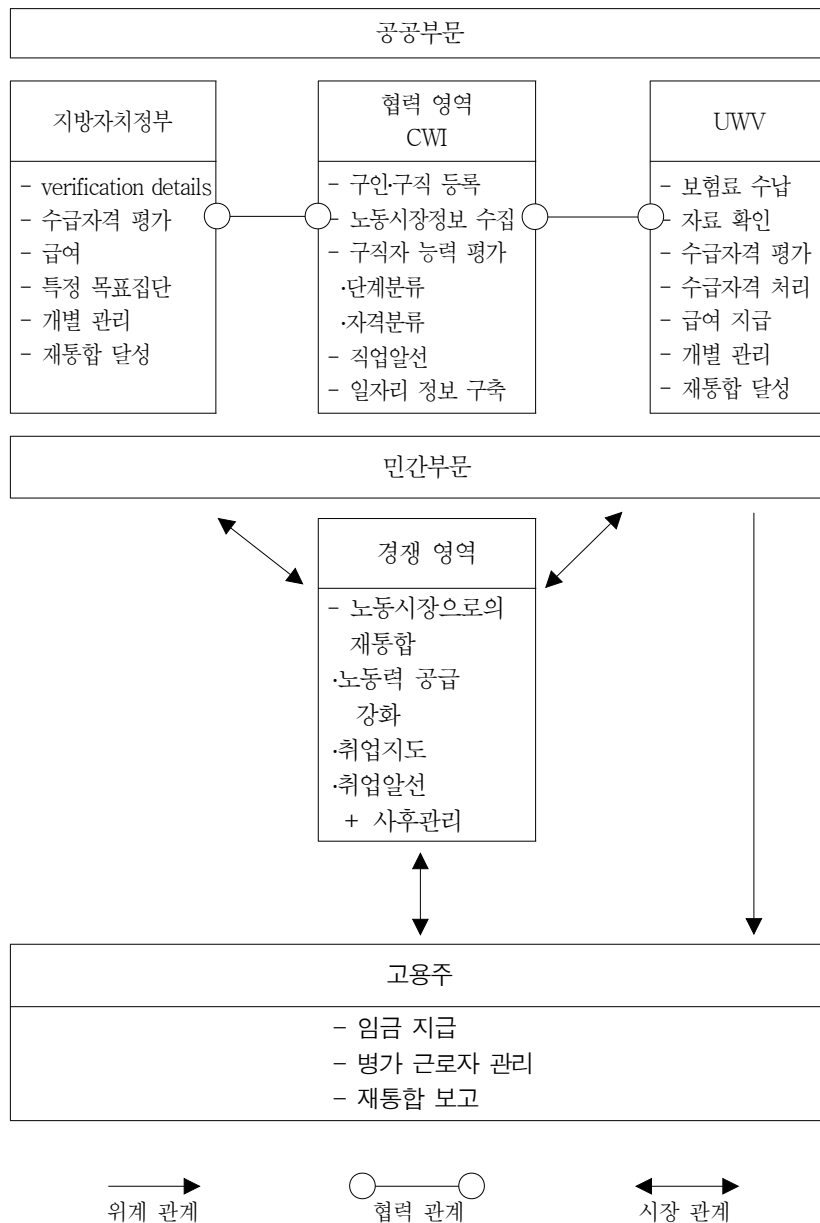 공공부문
지방자치정부
- verification details
- 수급자격 평가
- 급여
- 특정 목표집단
- 개별 관리
- 재통합 달성
협력 영역
CWI
- 구인·구직 등록
- 노동시장정보 수집
- 구직자 능력 평가
·단계분류
·자격분류
- 직업알선
- 일자리 정보 구축
UWV
- 보험료 수납
- 자료 확인
- 수급자격 평가
- 수급자격 처리
- 급여 지급
- 개별 관리
- 재통합 달성
민간부문
경쟁 영역
- 노동시장으로의
재통합
·노동력 공급
강화
·취업지도
·취업알선
+ 사후관리
고용주
- 임금 지급
- 병가 근로자 관리
- 재통합 보고
위계 관계
협력 관계
시장 관계